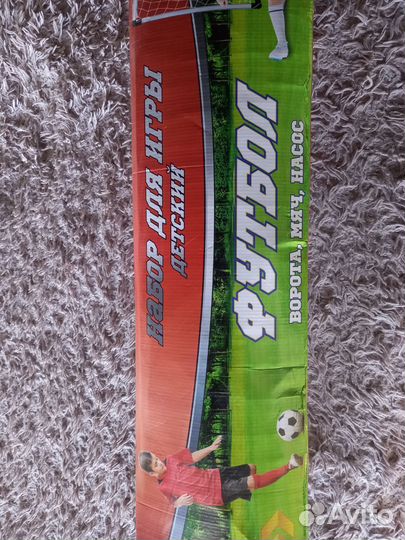 НАБОР ДЛЯ ИГРЫ
ДЕТСКИЙ
ФУТБОЛ
ВОРОТА, МЯЧ, НАСОС
Avito